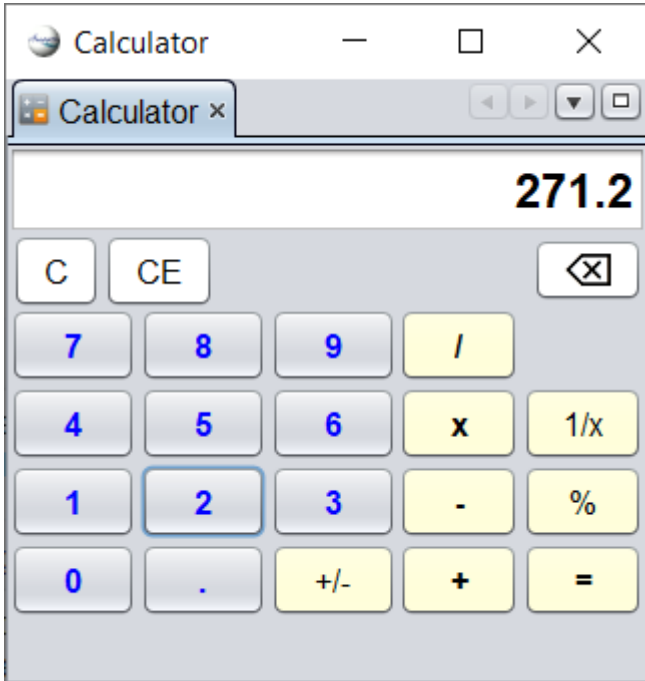 Calculator
Calculator
271.2
C CE
7 8 9 /
4 5 6 x 1/x
1 2 3 - %
0 . +/- + =